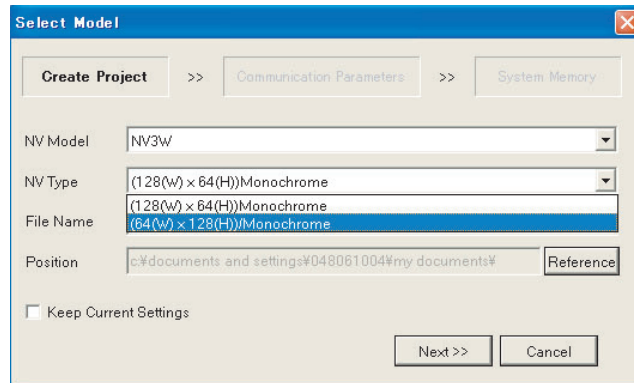 Select Model
Create Project >> Communication Parameters >> System Memory
NV Model NV3W
NV Type (128(W) × 64(H))Monochrome
(128(W) × 64(H))Monochrome
File Name (64(W) × 128(H))/Monochrome
Position c:¥documents and settings¥048061004¥my documents¥ Reference
Keep Current Settings
Next >> Cancel